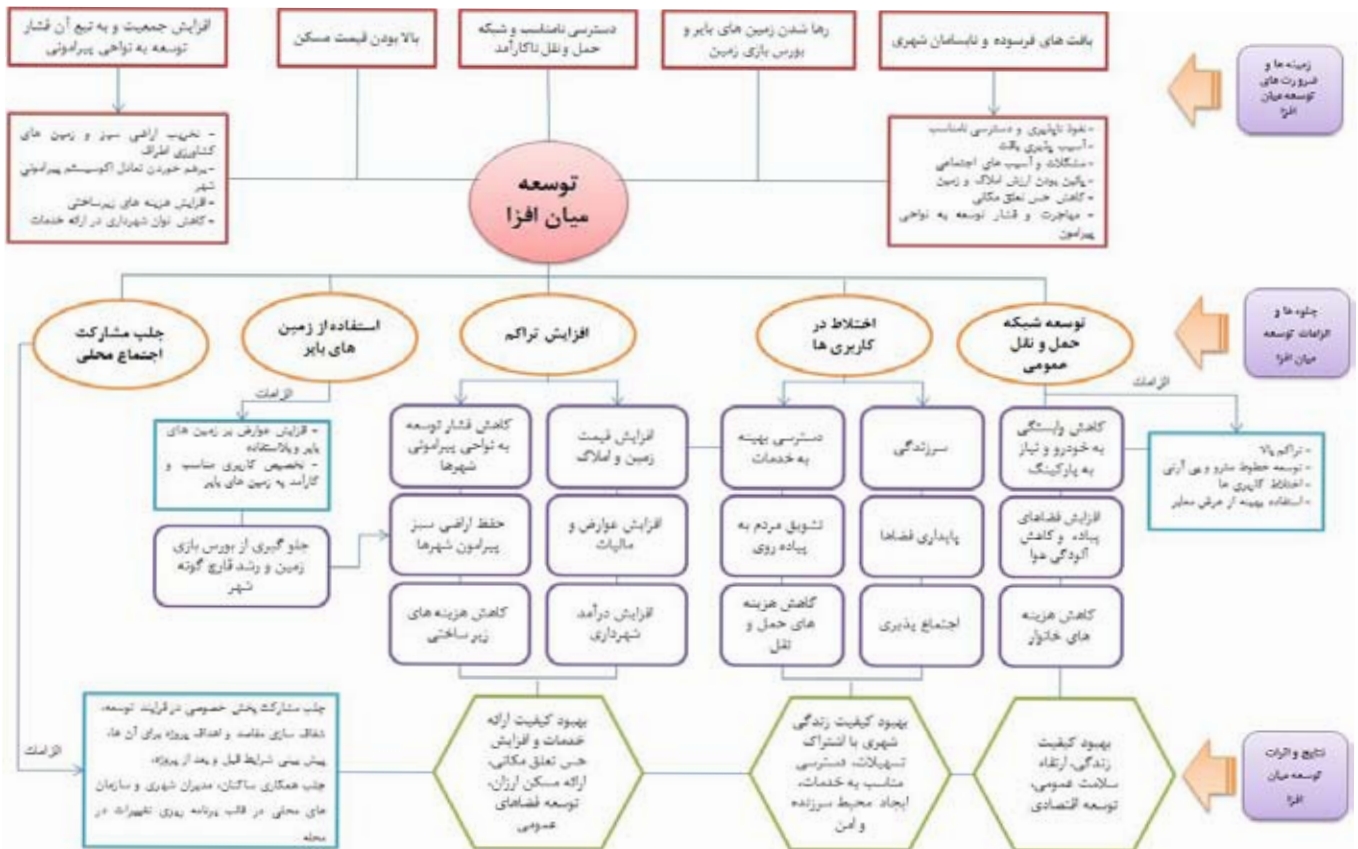 زمینه ها و
ضرورت های
توسعه میان
افزا
بافت های فرسوده و نابسامان شهری
رها شدن زمین های بایر و
بورس بازی زمین
دسترسی نامناسب و شبکه
حمل و نقل ناکارآمد
بالا بودن قیمت مسکن
افزایش جمعیت و به تبع آن فشار
توسعه به نواحی پیرامونی
- نفوذ ناپذیری و دسترسی نامناسب
- آسیب پذیری بافت
- مشکلات و آسیب های اجتماعی
- پائین بودن ارزش املاک و زمین
- کاهش حس تعلق مکانی
- مهاجرت و فشار توسعه به نواحی
پیرامون
توسعه
میان افزا
- تخریب اراضی سبز و زمین های
کشاورزی اطراف
- برهم خوردن تعادل اکوسیستم پیرامونی
شهر
- افزایش هزینه های زیرساختی
- کاهش توان شهرداری در ارائه خدمات
جلوه ها و
الزامات توسعه
میان افزا
توسعه شبکه
حمل و نقل
عمومی
اختلاط در
کاربری ها
افزایش تراکم
استفاده از زمین
های بایر
جلب مشارکت
اجتماع محلی
الزامات
- تراکم بالا
- توسعه خطوط مترو و بی آرتی
- اختلاط کاربری ها
- استفاده بهینه از عرض معابر
کاهش وابستگی
به خودرو و نیاز
به پارکینگ
افزایش فضاهای
پیاده و کاهش
آلودگی هوا
کاهش هزینه
های خانوار
سرزندگی
پایداری فضاها
اجتماع پذیری
دسترسی بهینه
به خدمات
تشویق مردم به
پیاده روی
کاهش هزینه
های حمل و
نقل
افزایش قیمت
زمین و املاک
افزایش عوارض و
مالیات
افزایش درآمد
شهرداری
کاهش فشار توسعه
به نواحی پیرامونی
شهرها
حفظ اراضی سبز
پیرامون شهرها
کاهش هزینه های
زیر ساختی
الزامات
- افزایش عوارض بر زمین های
بایر و بلااستفاده
- تخصیص کاربری مناسب و
کارآمد به زمین های بایر
جلو گیری از بورس بازی
زمین و رشد قارچ گونه
شهر
نتایج و اثرات
توسعه میان
افزا
بهبود کیفیت
زندگی، ارتقاء
سلامت عمومی،
توسعه اقتصادی
بهبود کیفیت زندگی
شهری با اشتراک
تسهیلات، دسترسی
مناسب به خدمات،
ایجاد محیط سرزنده
و امن
بهبود کیفیت ارائه
خدمات و افزایش
حس تعلق مکانی،
ارائه مسکن ارزان،
توسعه فضاهای
عمومی
جلب مشارکت بخش خصوصی در فرایند توسعه،
شفاف سازی مقاصد و اهداف پروژه برای آن ها،
پیش بینی شرایط قبل و بعد از پروژه،
جلب همکاری ساکنان، مدیران شهری و سازمان
های محلی در قالب برنامه ریزی تغییرات در
محله
الزامات